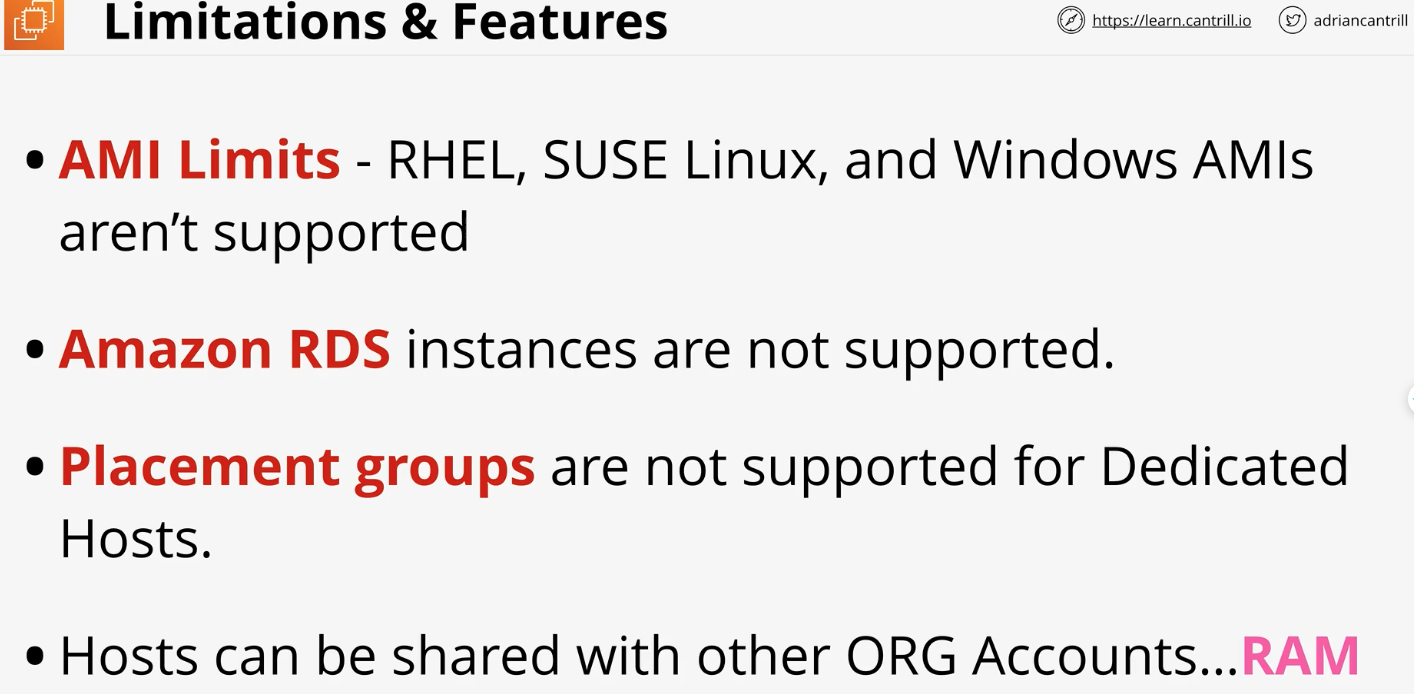 Limitations & Features
https://learn.cantrill.io
adriancantrill
• AMI Limits - RHEL, SUSE Linux, and Windows AMIs
aren’t supported
• Amazon RDS instances are not supported.
• Placement groups are not supported for Dedicated
Hosts.
• Hosts can be shared with other ORG Accounts...RAM